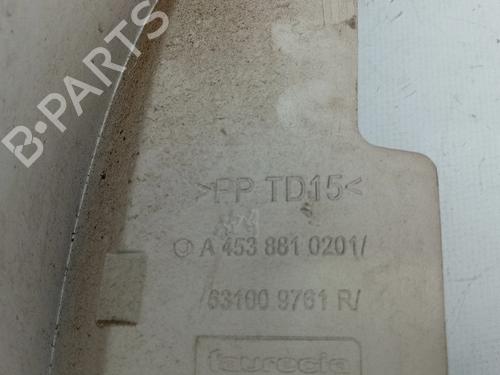 B-PARTS
>PP TD15<
A 453 881 0201/
63100 9761 R/
faurecia